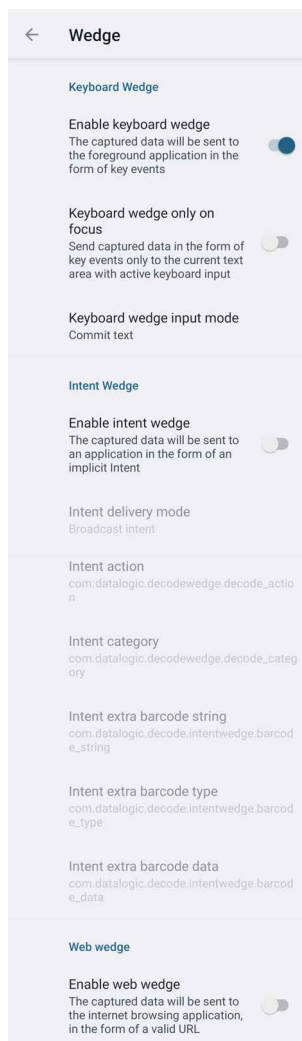 Wedge
Keyboard Wedge
Enable keyboard wedge
The captured data will be sent to
the foreground application in the
form of key events
Keyboard wedge only on
focus
Send captured data in the form of
key events only to the current text
area with active keyboard input
Keyboard wedge input mode
Commit text
Intent Wedge
Enable intent wedge
The captured data will be sent to
an application in the form of an
implicit Intent
Intent delivery mode
Broadcast intent
Intent action
com.datalogic.decodewedge.decode_actio
n
Intent category
com.datalogic.decodewedge.decode_categ
ory
Intent extra barcode string
com.datalogic.decode.intentwedge.barcod
e_string
Intent extra barcode type
com.datalogic.decode.intentwedge.barcod
e_type
Intent extra barcode data
com.datalogic.decode.intentwedge.barcod
e_data
Web wedge
Enable web wedge
The captured data will be sent to
the internet browsing application,
in the form of a valid URL